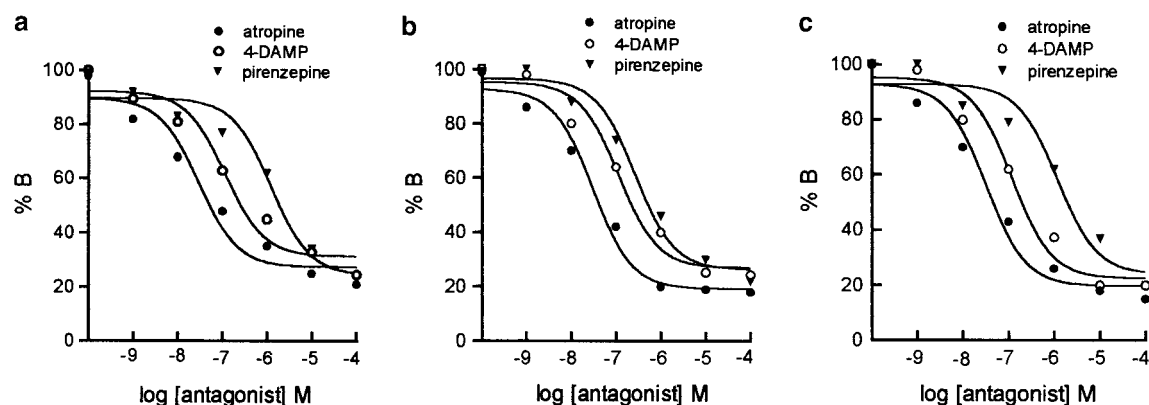 a
atropine
4-DAMP
pirenzepine
100
80
60
40
20
0
% B
-9 -8 -7 -6 -5 -4
log [antagonist] M
b
atropine
4-DAMP
pirenzepine
100
80
60
40
20
0
% B
-9 -8 -7 -6 -5 -4
log [antagonist] M
c
atropine
4-DAMP
pirenzepine
100
80
60
40
20
0
% B
-9 -8 -7 -6 -5 -4
log [antagonist] M